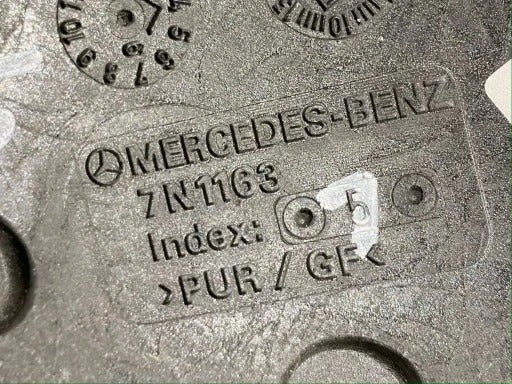 MERCEDES-BENZ
7N1163
Index: 5
>PUR / GF<